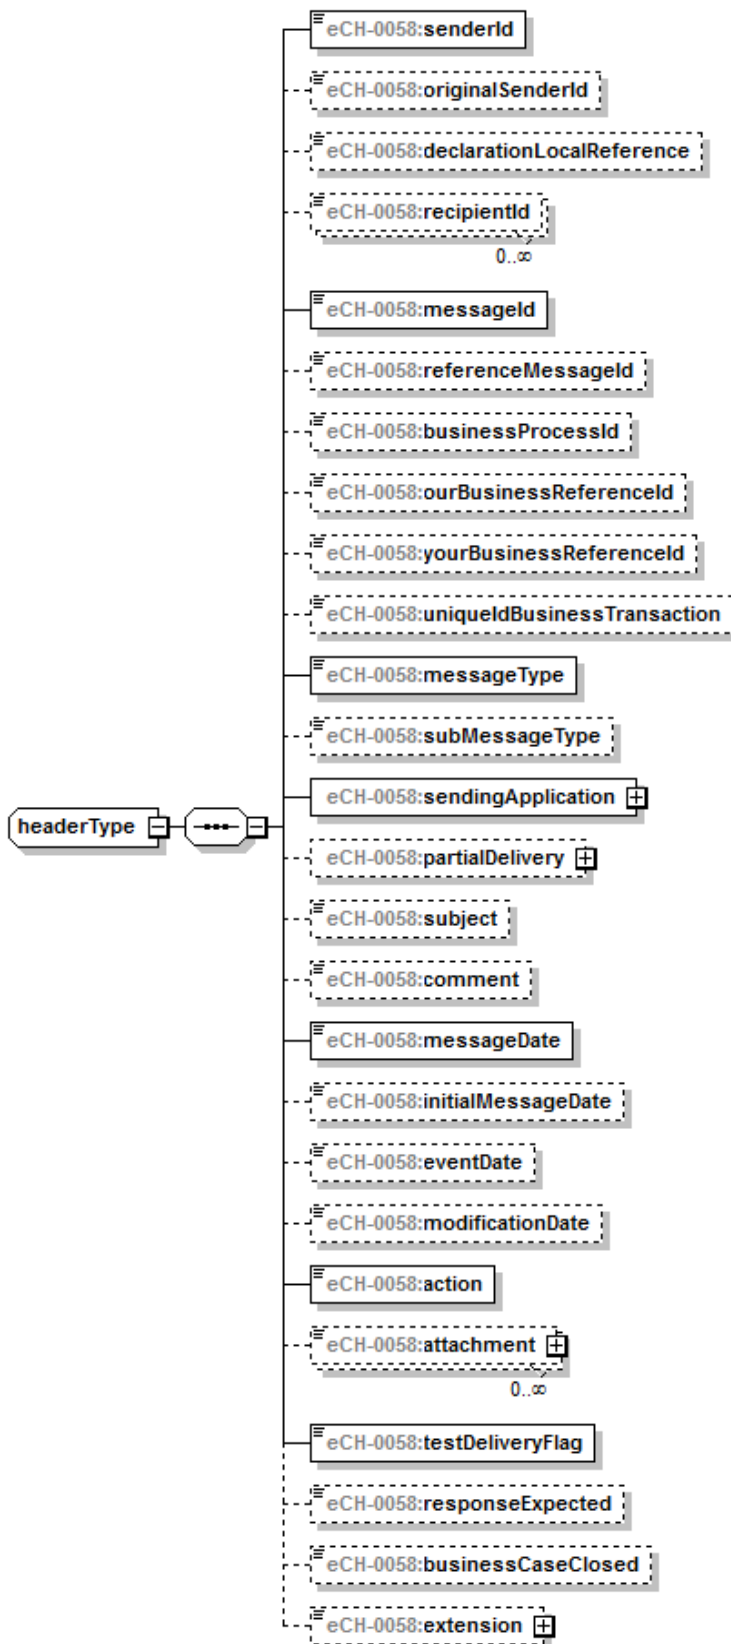 eCH-0058:senderId
eCH-0058:originalSenderId
eCH-0058:declarationLocalReference
eCH-0058:recipientId
0..∞
eCH-0058:messageId
eCH-0058:referenceMessageId
eCH-0058:businessProcessId
eCH-0058:ourBusinessReferenceId
eCH-0058:yourBusinessReferenceId
eCH-0058:uniqueIdBusinessTransaction
eCH-0058:messageType
eCH-0058:subMessageType
eCH-0058:sendingApplication
headerType
eCH-0058:partialDelivery
eCH-0058:subject
eCH-0058:comment
eCH-0058:messageDate
eCH-0058:initialMessageDate
eCH-0058:eventDate
eCH-0058:modificationDate
eCH-0058:action
eCH-0058:attachment
0..∞
eCH-0058:testDeliveryFlag
eCH-0058:responseExpected
eCH-0058:businessCaseClosed
eCH-0058:extension